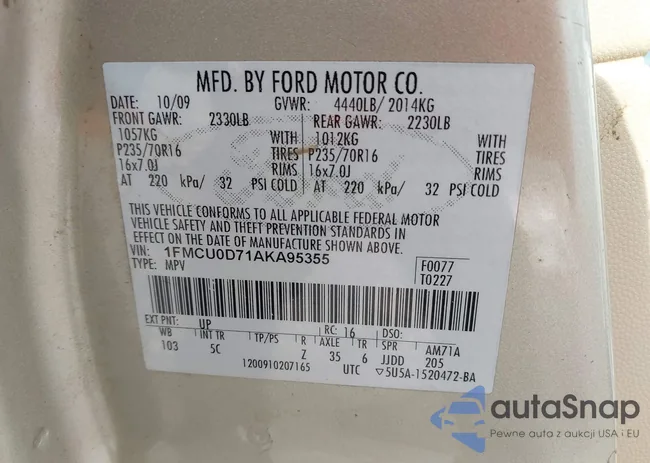 MFD. BY FORD MOTOR CO.
DATE: 10/09 GVWR: 4440LB/ 2014KG
FRONT GAWR: 2330LB REAR GAWR: 2230LB
1057KG WITH 1012KG WITH
P235/70R16 TIRES P235/70R16 TIRES
16x7.0J RIMS 16x7.0J RIMS
AT 220 kPa/ 32 PSI COLD AT 220 kPa/ 32 PSI COLD
THIS VEHICLE CONFORMS TO ALL APPLICABLE FEDERAL MOTOR
VEHICLE SAFETY AND THEFT PREVENTION STANDARDS IN
EFFECT ON THE DATE OF MANUFACTURE SHOWN ABOVE.
VIN: 1FMCU0D71AKA95355 F0077
TYPE: MPV T0227
EXT PNT: UP RC: 16 DSO:
WB INT TR TP/PS R AXLE TR SPR AM71A
103 5C Z 35 6 JJDD 205
1200910207165 UTC ▽5U5A-1520472-BA
autaSnap
Pewne auta z aukcji USA i EU